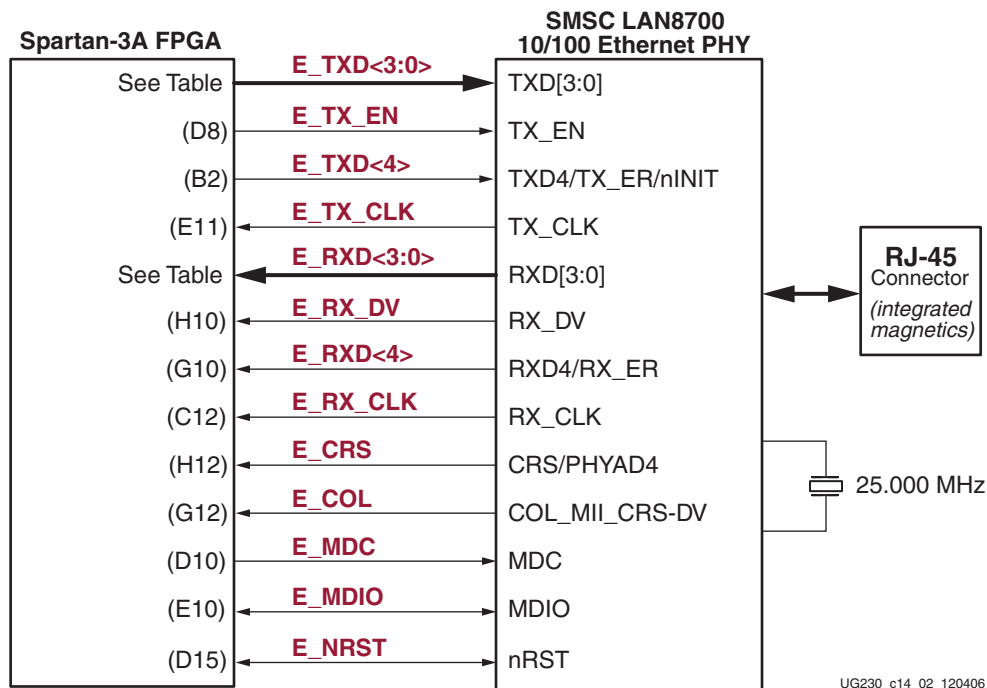 Spartan-3A FPGA
SMSC LAN8700
10/100 Ethernet PHY
See Table E_TXD<3:0> TXD[3:0]
(D8) E_TX_EN TX_EN
(B2) E_TXD<4> TXD4/TX_ER/nINIT
(E11) E_TX_CLK TX_CLK
See Table E_RXD<3:0> RXD[3:0]
(H10) E_RX_DV RX_DV
(G10) E_RXD<4> RXD4/RX_ER
(C12) E_RX_CLK RX_CLK
(H12) E_CRS CRS/PHYAD4
(G12) E_COL COL_MII_CRS-DV
(D10) E_MDC MDC
(E10) E_MDIO MDIO
(D15) E_NRST nRST
RJ-45
Connector
(integrated
magnetics)
25.000 MHz
UG230_c14_02_120406